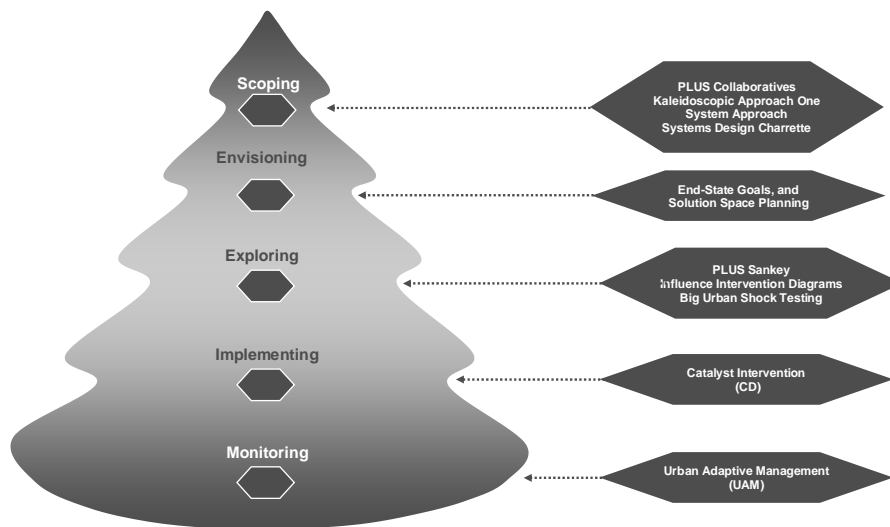 Scoping
PLUS Collaboratives
Kaleidoscopic Approach One
System Approach
Systems Design Charrette
Envisioning
End-State Goals, and
Solution Space Planning
Exploring
PLUS Sankey
Influence Intervention Diagrams
Big Urban Shock Testing
Implementing
Catalyst Intervention
(CD)
Monitoring
Urban Adaptive Management
(UAM)